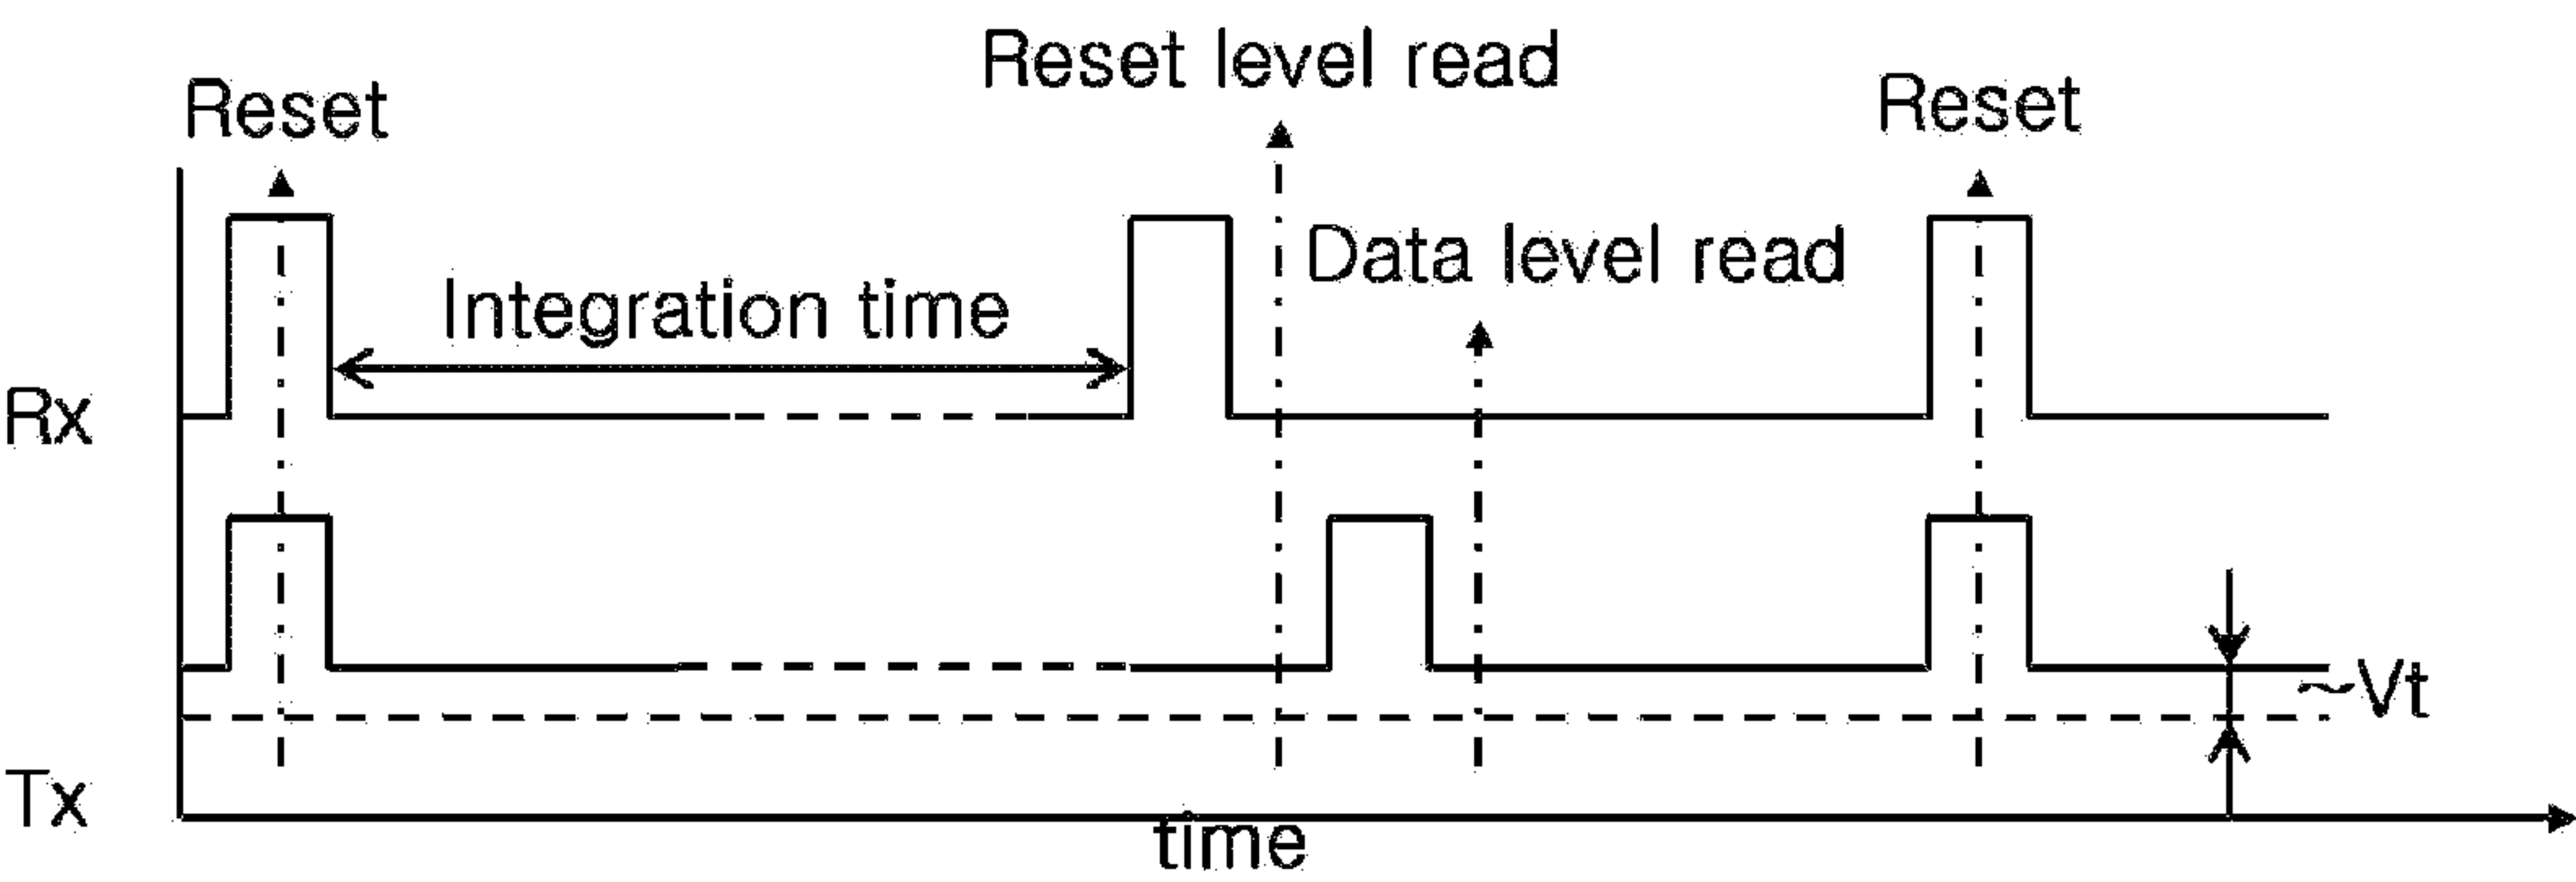 Reset level read
Reset
Reset
Data level read
Integration time
Rx
~Vt
Tx
time